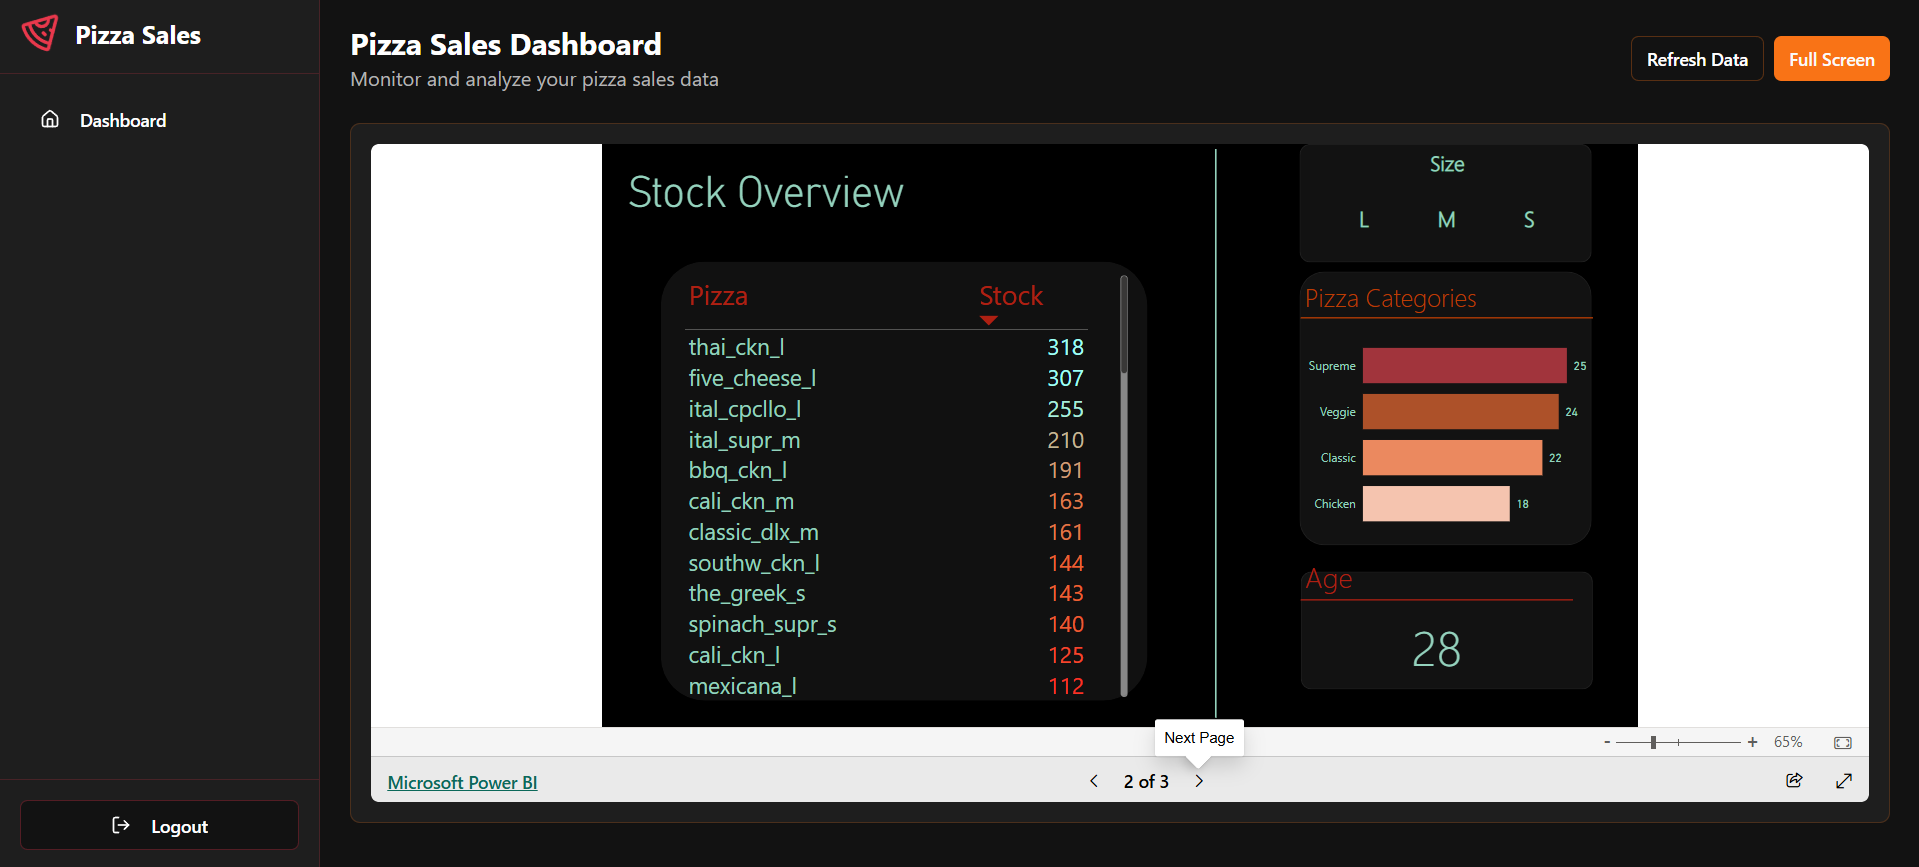 Pizza Sales
Dashboard
Logout
Pizza Sales Dashboard
Monitor and analyze your pizza sales data
Refresh Data
Full Screen
Stock Overview
Pizza Stock
thai_ckn_l 318
five_cheese_l 307
ital_cpcllo_l 255
ital_supr_m 210
bbq_ckn_l 191
cali_ckn_m 163
classic_dlx_m 161
southw_ckn_l 144
the_greek_s 143
spinach_supr_s 140
cali_ckn_l 125
mexicana_l 112
Size
L M S
Pizza Categories
Supreme 25
Veggie 24
Classic 22
Chicken 18
Age
28
Next Page
- + 65%
Microsoft Power BI
< 2 of 3 >